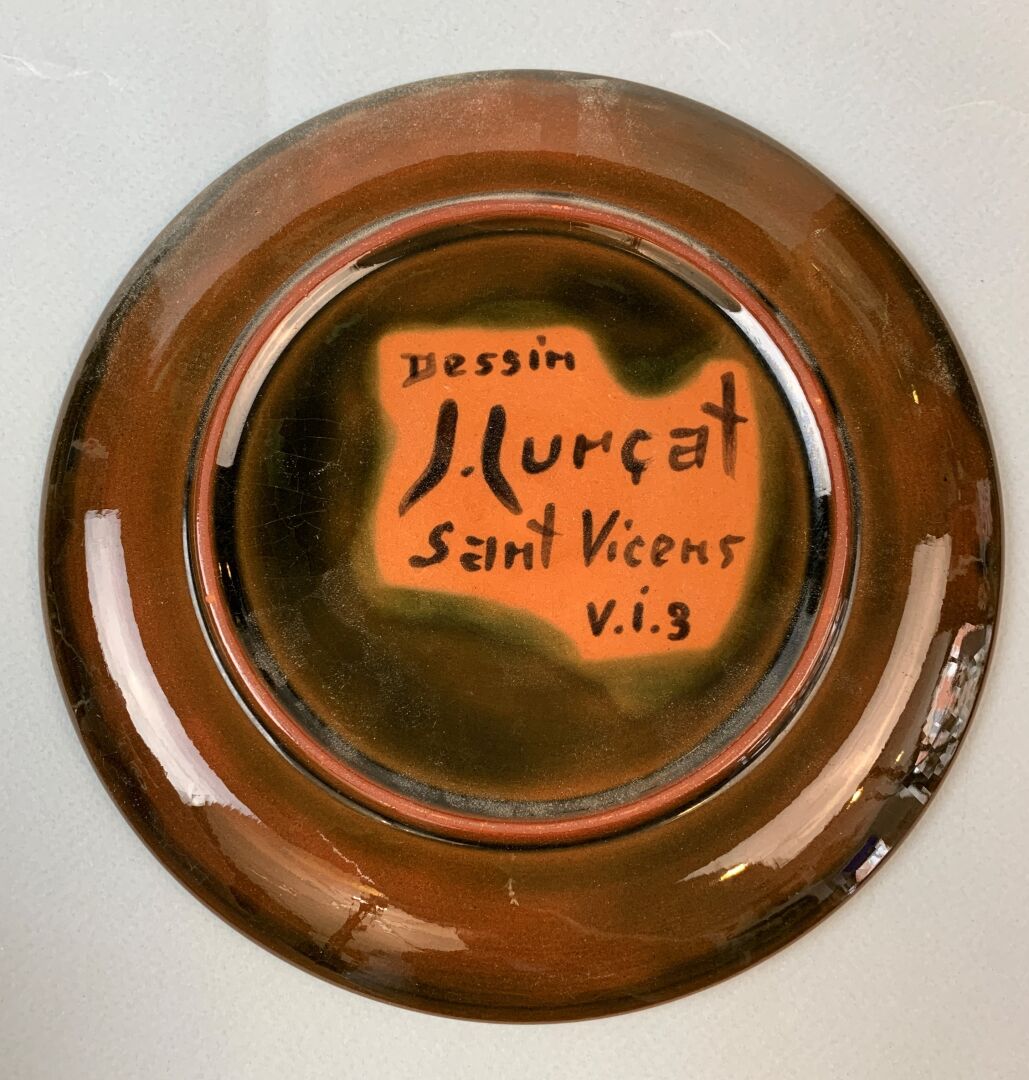 Dessin
J. Lurçat
Sant Vicens
V.i.3